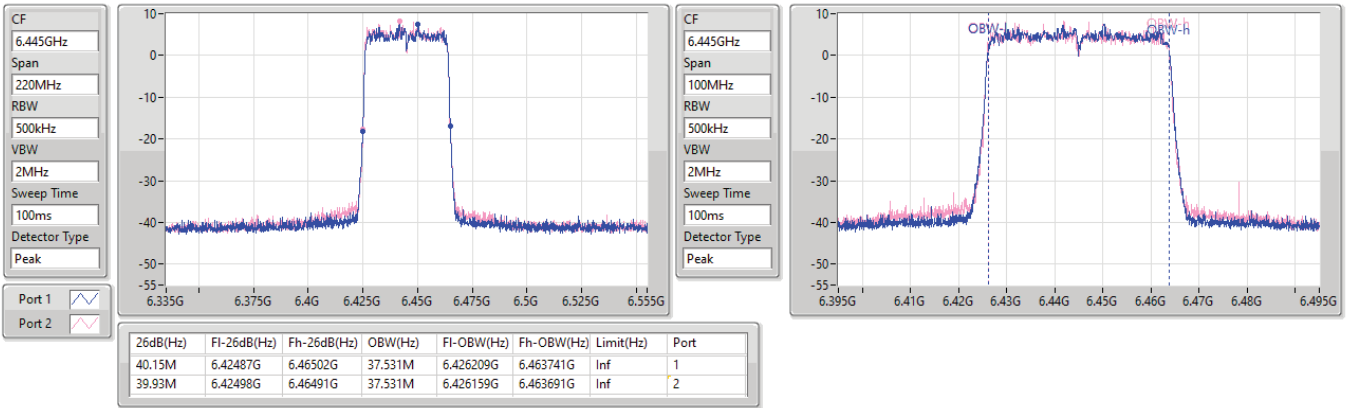 CF
6.445GHz
Span
220MHz
RBW
500kHz
VBW
2MHz
Sweep Time
100ms
Detector Type
Peak
Port 1
Port 2
10
0
-10
-20
-30
-40
-50
-55
6.335G 6.375G 6.4G 6.425G 6.45G 6.475G 6.5G 6.525G 6.555G
CF
6.445GHz
Span
100MHz
RBW
500kHz
VBW
2MHz
Sweep Time
100ms
Detector Type
Peak
10
0
-10
-20
-30
-40
-50
-55
OBW-h
OBW-h
6.395G 6.41G 6.42G 6.43G 6.44G 6.45G 6.46G 6.47G 6.48G 6.495G
26dB(Hz) Fl-26dB(Hz) Fh-26dB(Hz) OBW(Hz) Fl-OBW(Hz) Fh-OBW(Hz) Limit(Hz) Port
40.15M 6.42487G 6.46502G 37.531M 6.426209G 6.463741G Inf 1
39.93M 6.42498G 6.46491G 37.531M 6.426159G 6.463691G Inf 2